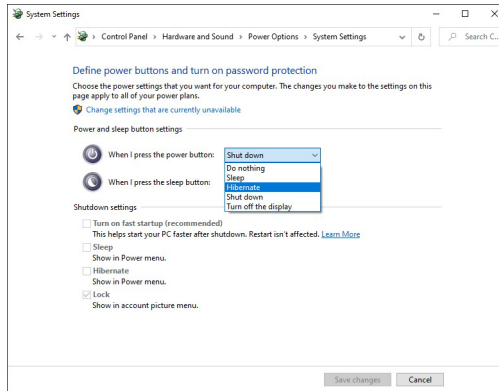 System Settings
Control Panel > Hardware and Sound > Power Options > System Settings
Search C...
Define power buttons and turn on password protection
Choose the power settings that you want for your computer. The changes you make to the settings on this
page apply to all of your power plans.
Change settings that are currently unavailable
Power and sleep button settings
When I press the power button: Shut down
Do nothing
Sleep
When I press the sleep button: Hibernate
Shut down
Turn off the display
Shutdown settings
Turn on fast startup (recommended)
This helps start your PC faster after shutdown. Restart isn't affected. Learn More
Sleep
Show in Power menu.
Hibernate
Show in Power menu.
Lock
Show in account picture menu.
Save changes Cancel